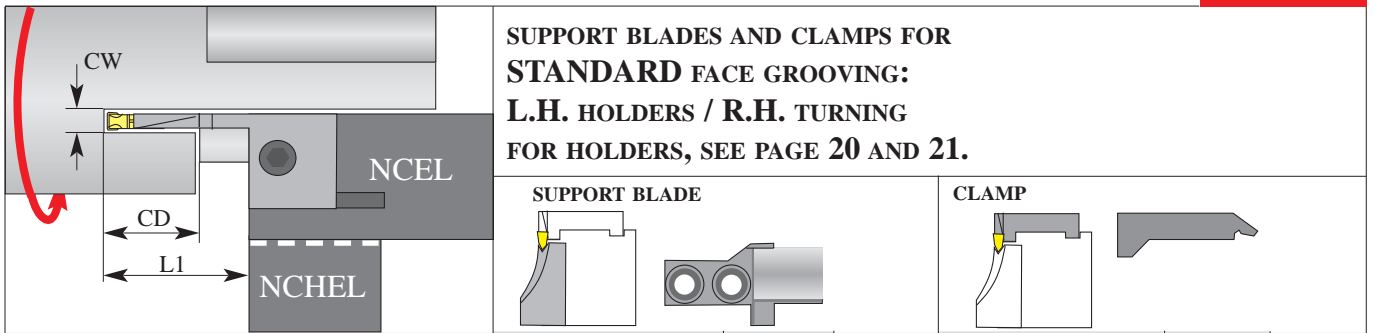 CW
NCEL
CD
L1
NCHEL
SUPPORT BLADES AND CLAMPS FOR
STANDARD FACE GROOVING:
L.H. HOLDERS / R.H. TURNING
FOR HOLDERS, SEE PAGE 20 AND 21.
SUPPORT BLADE
CLAMP